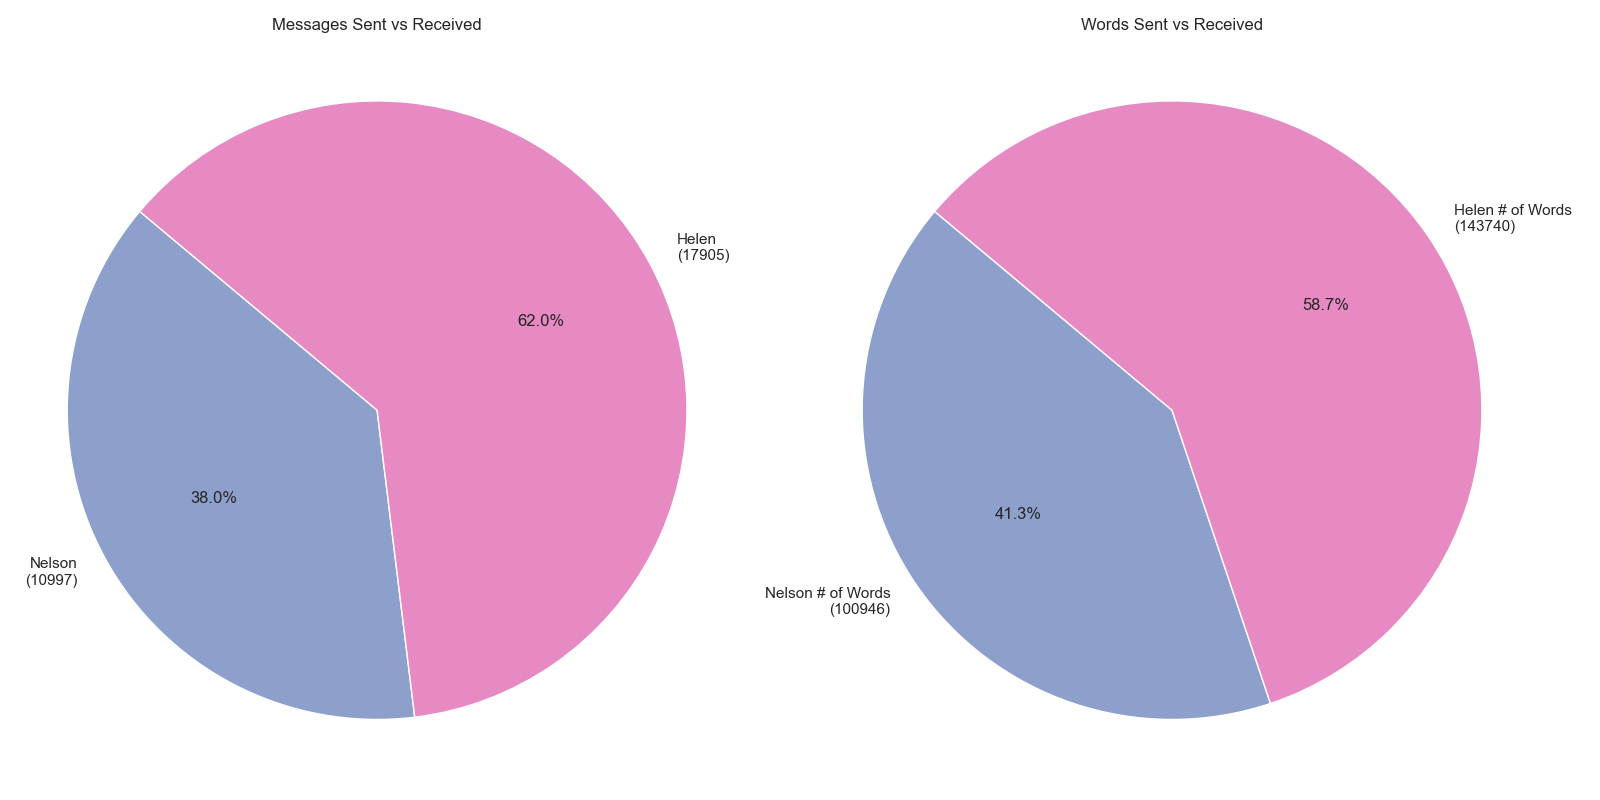 Messages Sent vs Received
Helen
(17905)
62.0%
38.0%
Nelson
(10997)
Words Sent vs Received
Helen # of Words
(143740)
58.7%
41.3%
Nelson # of Words
(100946)